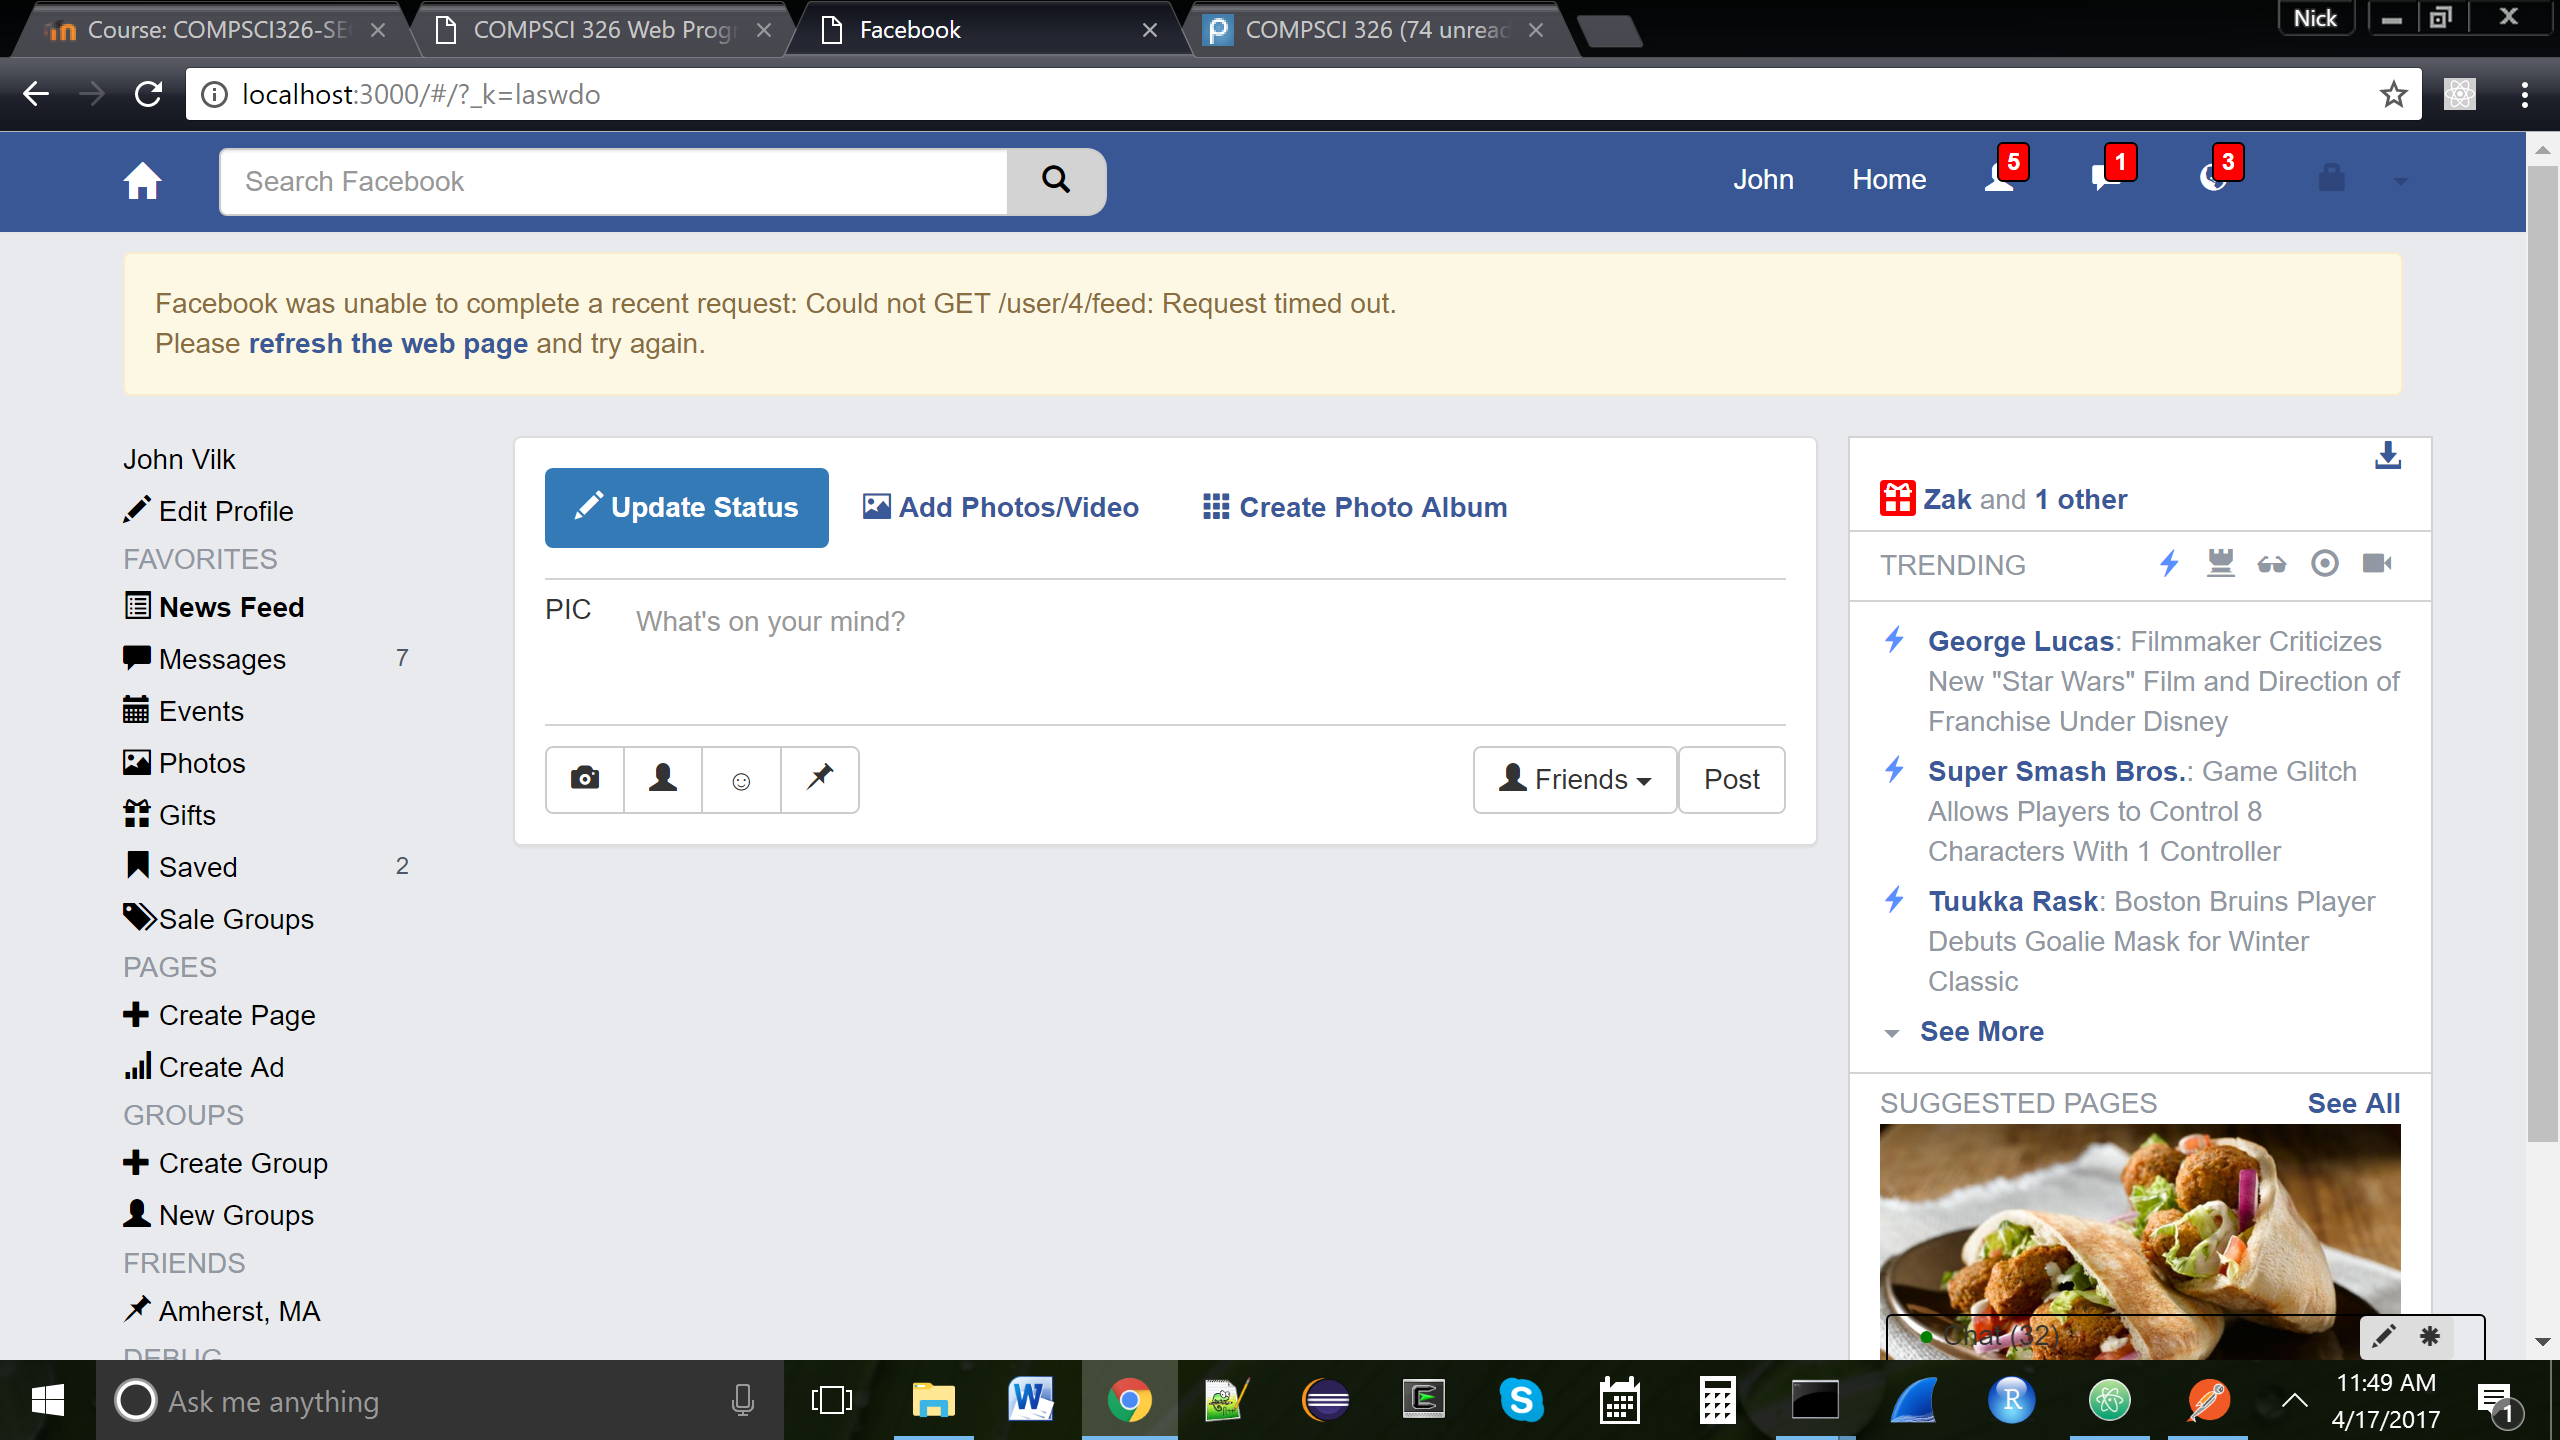 Course: COMPSCI326-SE
COMPSCI 326 Web Progr
Facebook
COMPSCI 326 (74 unread
Nick
localhost:3000/#/?_k=laswdo
Search Facebook
John
Home
5
1
3
Facebook was unable to complete a recent request: Could not GET /user/4/feed: Request timed out.
Please refresh the web page and try again.
John Vilk
Edit Profile
FAVORITES
News Feed
Messages 7
Events
Photos
Gifts
Saved 2
Sale Groups
PAGES
Create Page
Create Ad
GROUPS
Create Group
New Groups
FRIENDS
Amherst, MA
DEBUG
Update Status
Add Photos/Video
Create Photo Album
PIC
What's on your mind?
Friends
Post
Zak and 1 other
TRENDING
George Lucas: Filmmaker Criticizes
New "Star Wars" Film and Direction of
Franchise Under Disney
Super Smash Bros.: Game Glitch
Allows Players to Control 8
Characters With 1 Controller
Tuukka Rask: Boston Bruins Player
Debuts Goalie Mask for Winter
Classic
See More
SUGGESTED PAGES See All
Chat (32)
Ask me anything
11:49 AM
4/17/2017
1